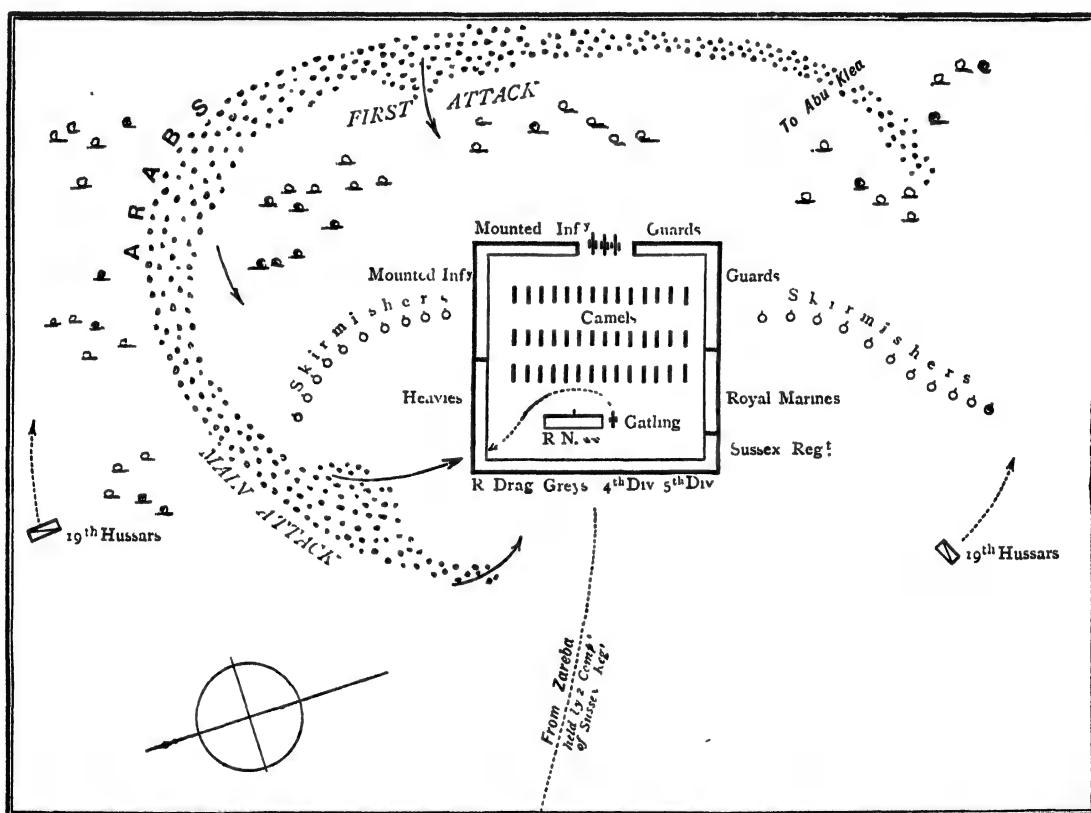 FIRST ATTACK
To Abu Klea
ARABS
Mounted Infy Guards
Mounted Infy
Guards
Skirmishers
Skirmishers
Camels
Heavies
Royal Marines
Gatling
R N.
Sussex Regt.
R Drag Greys 4th Div 5th Div
MAIN ATTACK
19th Hussars
19th Hussars
From Zareba
held by 2 Comps
of Sussex Regt